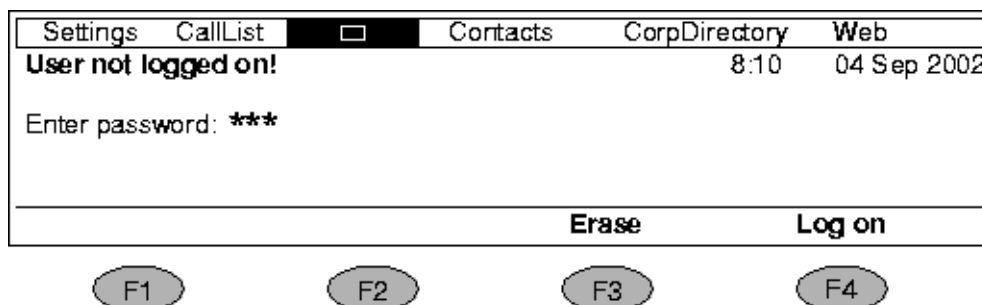 Settings CallList Contacts CorpDirectory Web
User not logged on! 8:10 04 Sep 2002
Enter password: ***
Erase Log on
F1 F2 F3 F4